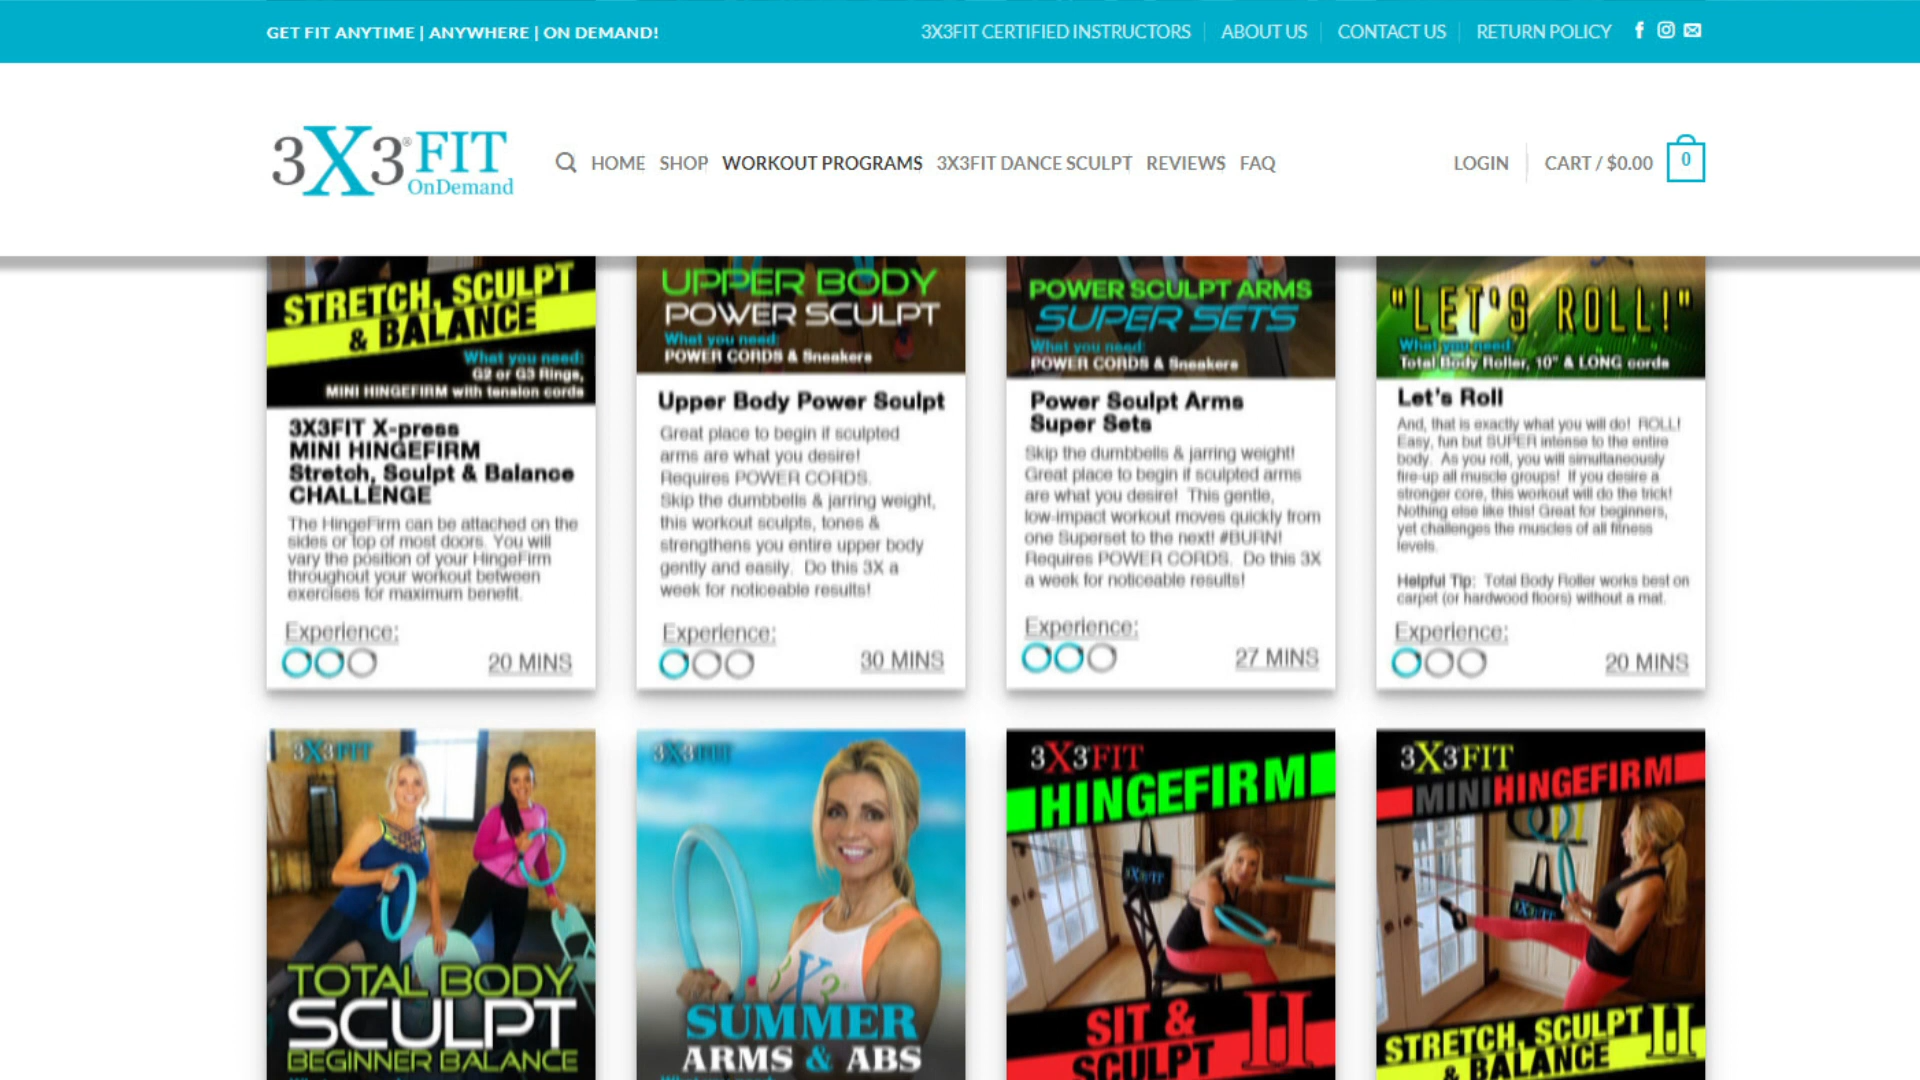 GET FIT ANYTIME | ANYWHERE | ON DEMAND!
3X3FIT CERTIFIED INSTRUCTORS
ABOUT US
CONTACT US
RETURN POLICY
3X3® FIT
OnDemand
HOME
SHOP
WORKOUT PROGRAMS
3X3FIT DANCE SCULPT
REVIEWS
FAQ
LOGIN
CART / $0.00
0
STRETCH, SCULPT
& BALANCE
What you need:
G2 or G3 Rings,
MINI HINGEFIRM with tension cords
3X3FIT X-press
MINI HINGEFIRM
Stretch, Sculpt & Balance
CHALLENGE
The HingeFirm can be attached on the
sides or top of most doors. You will
vary the position of your HingeFirm
throughout your workout between
exercises for maximum benefit.
Experience:
20 MINS
UPPER BODY
POWER SCULPT
What you need:
POWER CORDS & Sneakers
Upper Body Power Sculpt
Great place to begin if sculpted
arms are what you desire!
Requires POWER CORDS.
Skip the dumbbells & jarring weight,
this workout sculpts, tones &
strengthens you entire upper body
gently and easily. Do this 3X a
week for noticeable results!
Experience:
30 MINS
POWER SCULPT ARMS
SUPER SETS
What you need:
POWER CORDS & Sneakers
Power Sculpt Arms
Super Sets
Skip the dumbbells & jarring weight!
Great place to begin if sculpted arms
are what you desire! This gentle,
low-impact workout moves quickly from
one Superset to the next! #BURN!
Requires POWER CORDS. Do this 3X
a week for noticeable results!
Experience:
27 MINS
"LET'S ROLL!"
What you need:
Total Body Roller, 10" & LONG cords
Let's Roll
And, that is exactly what you will do! ROLL!
Easy, fun but SUPER intense to the entire
body. As you roll, you will simultaneously
fire-up all muscle groups! If you desire a
stronger core, this workout will do the trick!
Nothing else like this! Great for beginners,
yet challenges the muscles of all fitness
levels.
Helpful Tip: Total Body Roller works best on
carpet (or hardwood floors) without a mat.
Experience:
20 MINS
3X3FIT
TOTAL BODY
SCULPT
BEGINNER BALANCE
3X3FIT
SUMMER
ARMS & ABS
3X3FIT
HINGEFIRM
SIT &
SCULPT
II
3X3FIT
MINI HINGEFIRM
STRETCH, SCULPT
& BALANCE
II